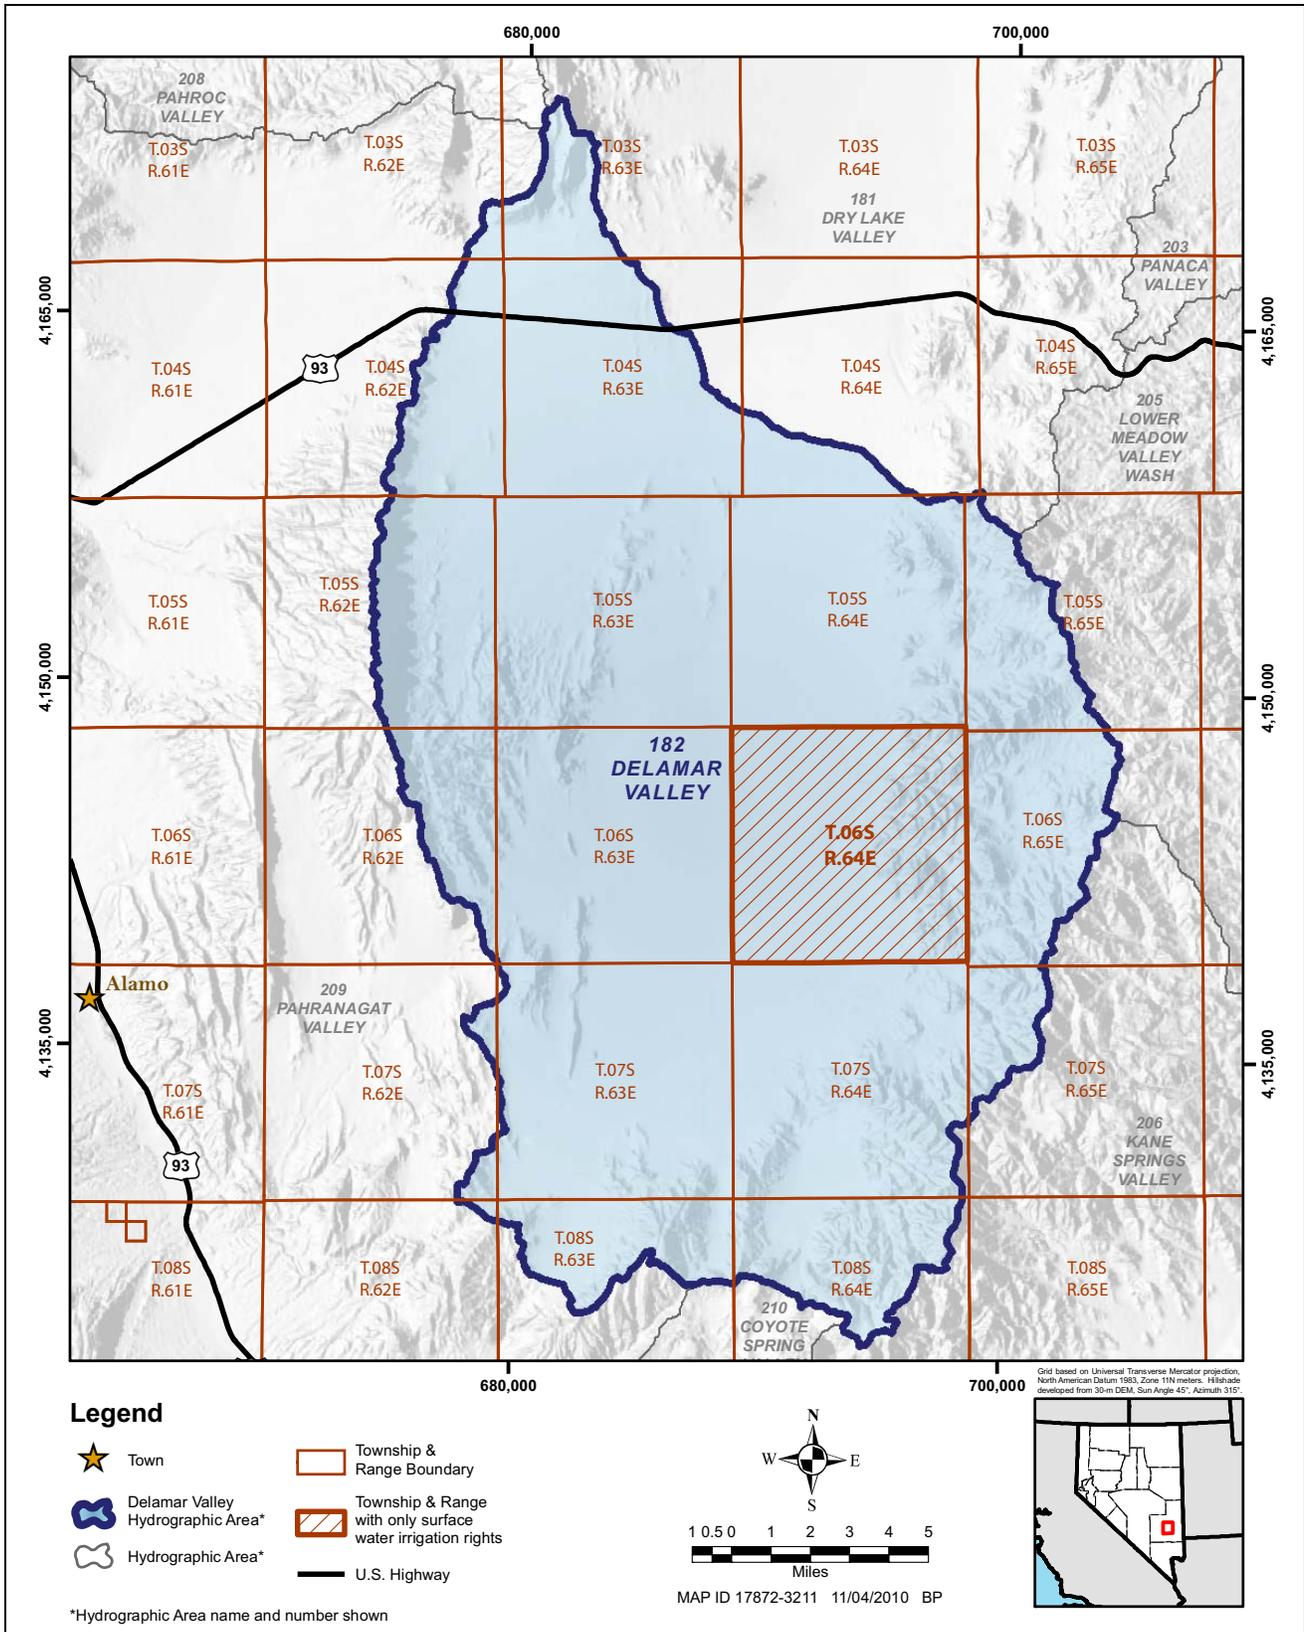 680,000
700,000
208
PAHROC
VALLEY
T.03S
R.61E
T.03S
R.62E
T.03S
R.63E
T.03S
R.64E
T.03S
R.65E
181
DRY LAKE
VALLEY
203
PANACA
VALLEY
4,165,000
4,165,000
93
T.04S
R.61E
T.04S
R.62E
T.04S
R.63E
T.04S
R.64E
T.04S
R.65E
205
LOWER
MEADOW
VALLEY
WASH
T.05S
R.61E
T.05S
R.62E
T.05S
R.63E
T.05S
R.64E
T.05S
R.65E
4,150,000
4,150,000
182
DELAMAR
VALLEY
T.06S
R.61E
T.06S
R.62E
T.06S
R.63E
T.06S
R.64E
T.06S
R.65E
Alamo
209
PAHRANAGAT
VALLEY
4,135,000
4,135,000
T.07S
R.61E
T.07S
R.62E
T.07S
R.63E
T.07S
R.64E
T.07S
R.65E
93
206
KANE
SPRINGS
VALLEY
T.08S
R.61E
T.08S
R.62E
T.08S
R.63E
T.08S
R.64E
T.08S
R.65E
210
COYOTE
SPRING
VALLEY
680,000
700,000
Grid based on Universal Transverse Mercator projection,
North American Datum 1983, Zone 11N meters. Hillshade
developed from 30-m DEM, Sun Angle 45°, Azimuth 315°.
Legend
Town
Delamar Valley
Hydrographic Area*
Hydrographic Area*
Township &
Range Boundary
Township & Range
with only surface
water irrigation rights
U.S. Highway
*Hydrographic Area name and number shown
N
W
E
S
1 0.5 0 1 2 3 4 5
Miles
MAP ID 17872-3211 11/04/2010 BP